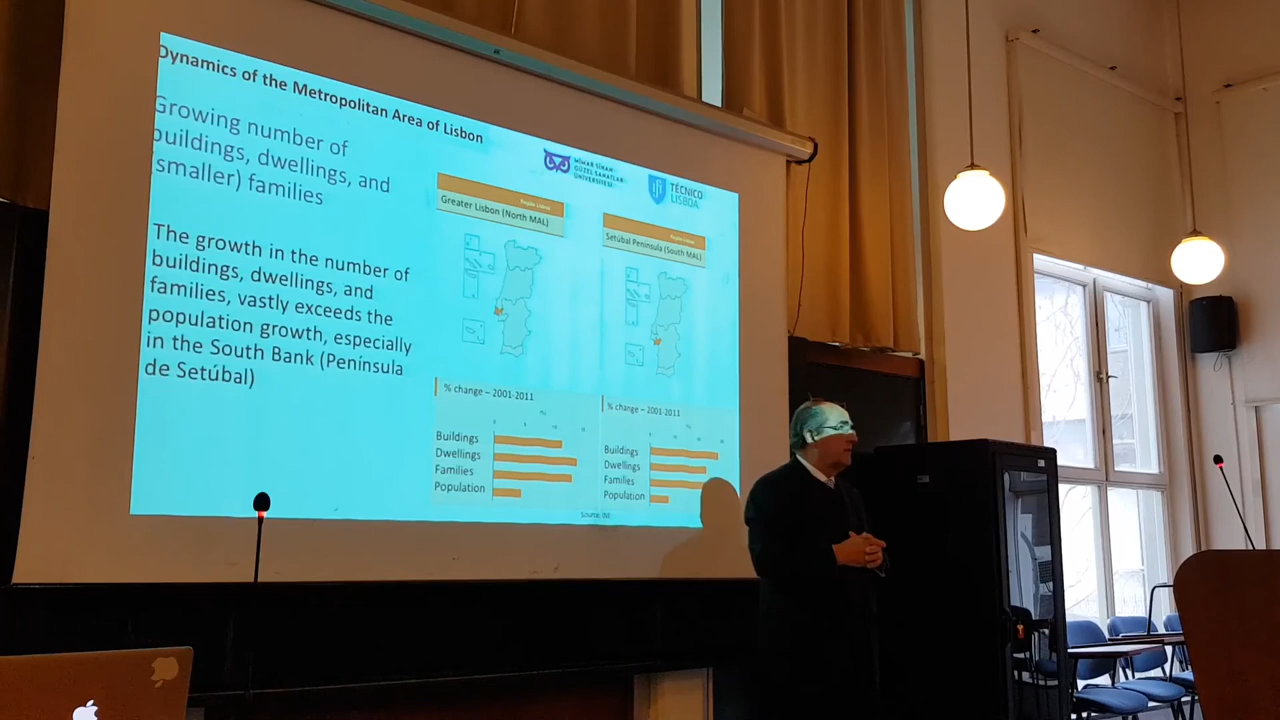 Dynamics of the Metropolitan Area of Lisbon
Growing number of
buildings, dwellings, and
(smaller) families
The growth in the number of
buildings, dwellings, and
families, vastly exceeds the
population growth, especially
in the South Bank (Península
de Setúbal)
MİMAR SİNAN
GÜZEL SANATLAR
ÜNİVERSİTESİ
TÉCNICO
LISBOA
Região Lisboa
Greater Lisbon (North MAL)
Região Lisboa
Setúbal Peninsula (South MAL)
% change – 2001-2011
Buildings
Dwellings
Families
Population
% change – 2001-2011
Buildings
Dwellings
Families
Population
Source: INE